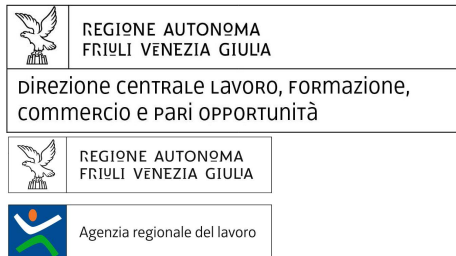 REGIONE AUTONOMA
FRIULI VENEZIA GIULIA
DIREZIONE CENTRALE LAVORO, FORMAZIONE,
COMMERCIO E PARI OPPORTUNITÀ
REGIONE AUTONOMA
FRIULI VENEZIA GIULIA
Agenzia regionale del lavoro